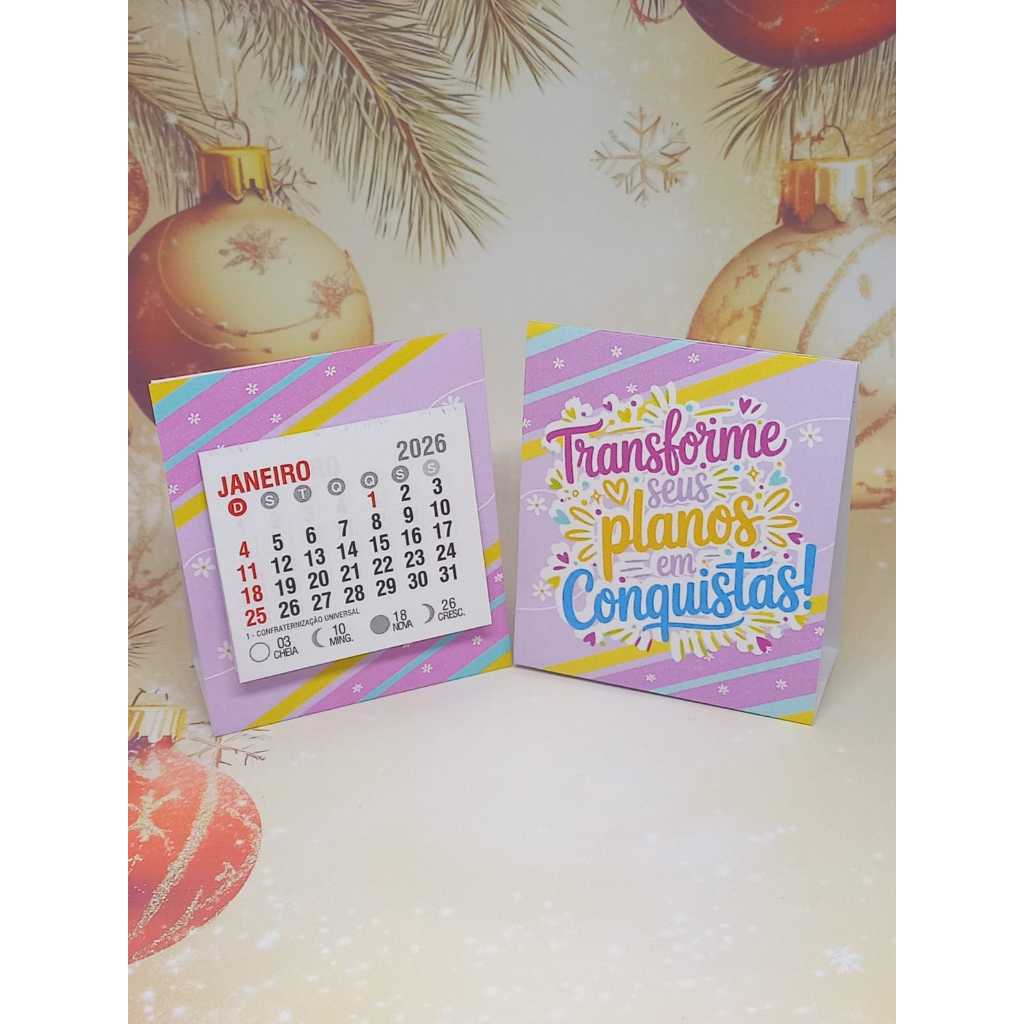 JANEIRO 2026
D S T Q Q S S
1 2 3
4 5 6 7 8 9 10
11 12 13 14 15 16 17
18 19 20 21 22 23 24
25 26 27 28 29 30 31
1 - CONFRATERNIZAÇÃO UNIVERSAL
03 CHEIA 10 MING. 18 NOVA 26 CRESC.
Transforme
seus
planos
em
Conquistas!